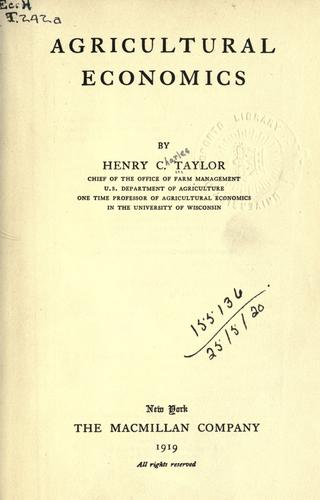 Ec.H
T.242a
AGRICULTURAL
ECONOMICS
BY
HENRY C. TAYLOR
harles
CHIEF OF THE OFFICE OF FARM MANAGEMENT
U.S. DEPARTMENT OF AGRICULTURE
ONE TIME PROFESSOR OF AGRICULTURAL ECONOMICS
IN THE UNIVERSITY OF WISCONSIN
155136
25/5/20
New York
THE MACMILLAN COMPANY
1919
All rights reserved